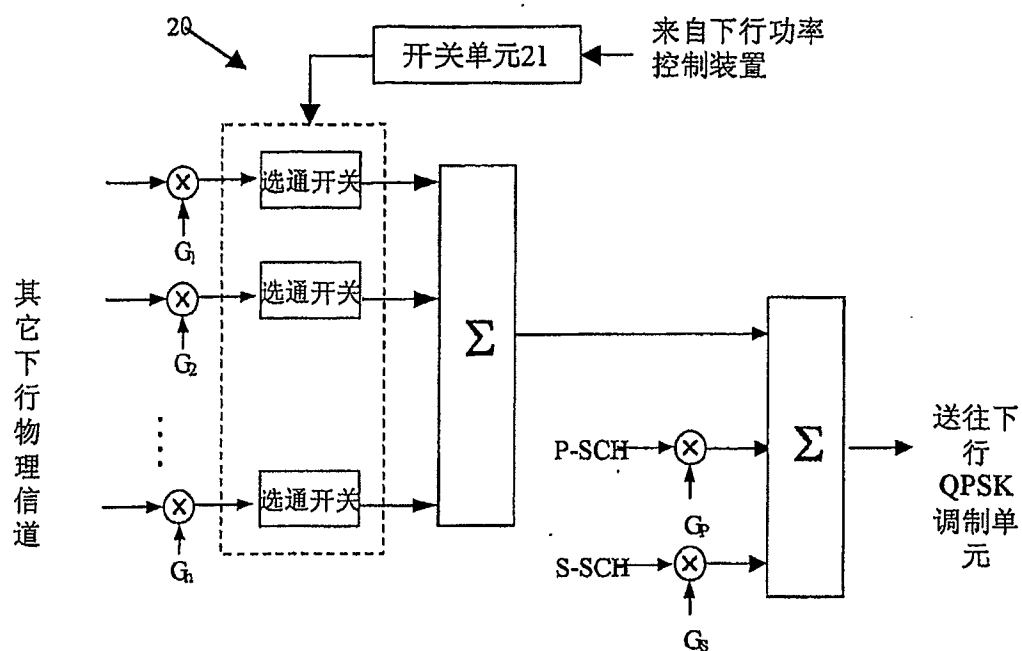 20
开关单元21
来自下行功率
控制装置
选通开关
×
G1
选通开关
×
G2
其它下行物理信道
Σ
Σ
P-SCH
×
GP
送往下
行
QPSK
调制单
元
选通开关
×
Gn
S-SCH
×
GS